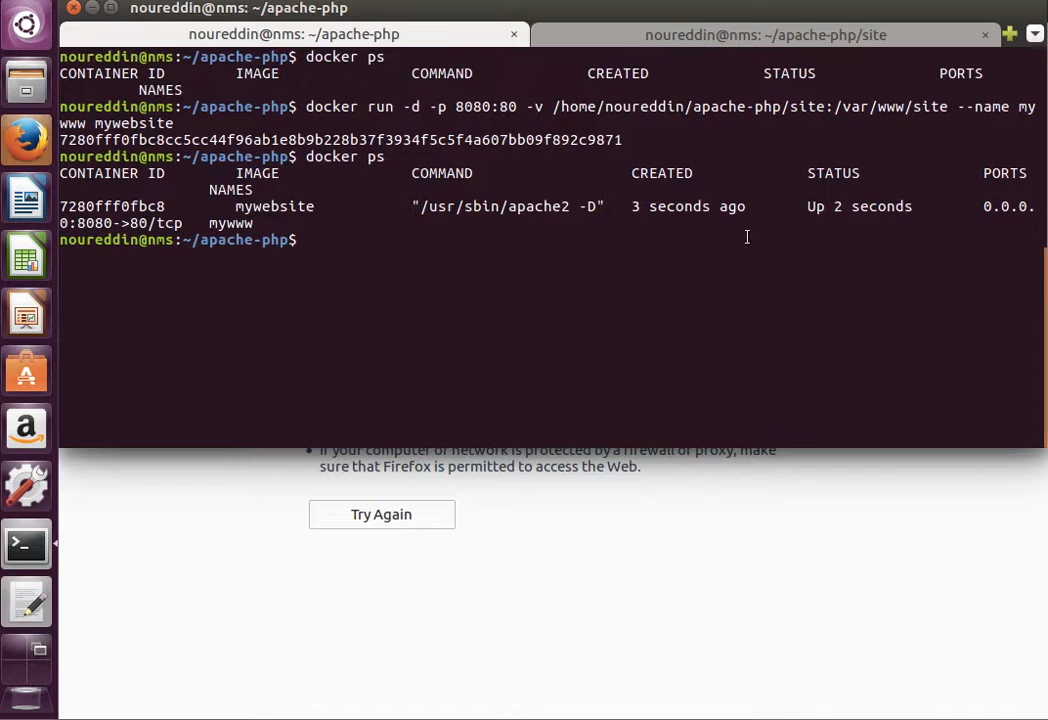 noureddin@nms: ~/apache-php
noureddin@nms: ~/apache-php × noureddin@nms: ~/apache-php/site ×
noureddin@nms:~/apache-php$ docker ps
CONTAINER ID IMAGE COMMAND CREATED STATUS PORTS
NAMES
noureddin@nms:~/apache-php$ docker run -d -p 8080:80 -v /home/noureddin/apache-php/site:/var/www/site --name my
www mywebsite
7280fff0fbc8cc5cc44f96ab1e8b9b228b37f3934f5c5f4a607bb09f892c9871
noureddin@nms:~/apache-php$ docker ps
CONTAINER ID IMAGE COMMAND CREATED STATUS PORTS
NAMES
7280fff0fbc8 mywebsite "/usr/sbin/apache2 -D" 3 seconds ago Up 2 seconds 0.0.0.
0:8080->80/tcp mywww
noureddin@nms:~/apache-php$
If your computer or network is protected by a firewall or proxy, make
sure that Firefox is permitted to access the Web.
Try Again